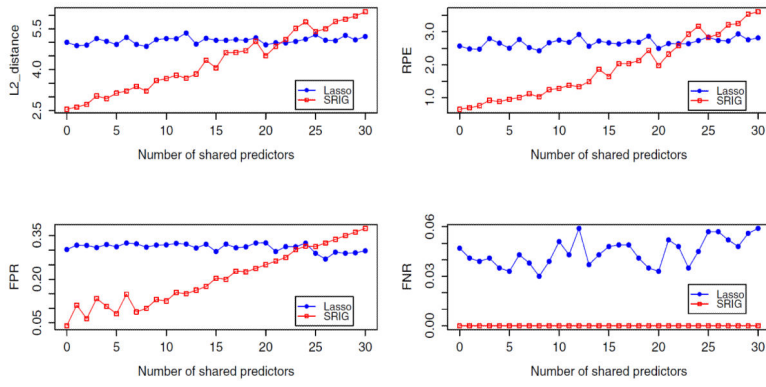 L2_distance
5.5
4.0
2.5
Lasso
SRIG
0 5 10 15 20 25 30
Number of shared predictors
RPE
3.0
2.0
1.0
Lasso
SRIG
0 5 10 15 20 25 30
Number of shared predictors
FPR
0.35
0.20
0.05
Lasso
SRIG
0 5 10 15 20 25 30
Number of shared predictors
FNR
0.06
0.03
0.00
Lasso
SRIG
0 5 10 15 20 25 30
Number of shared predictors